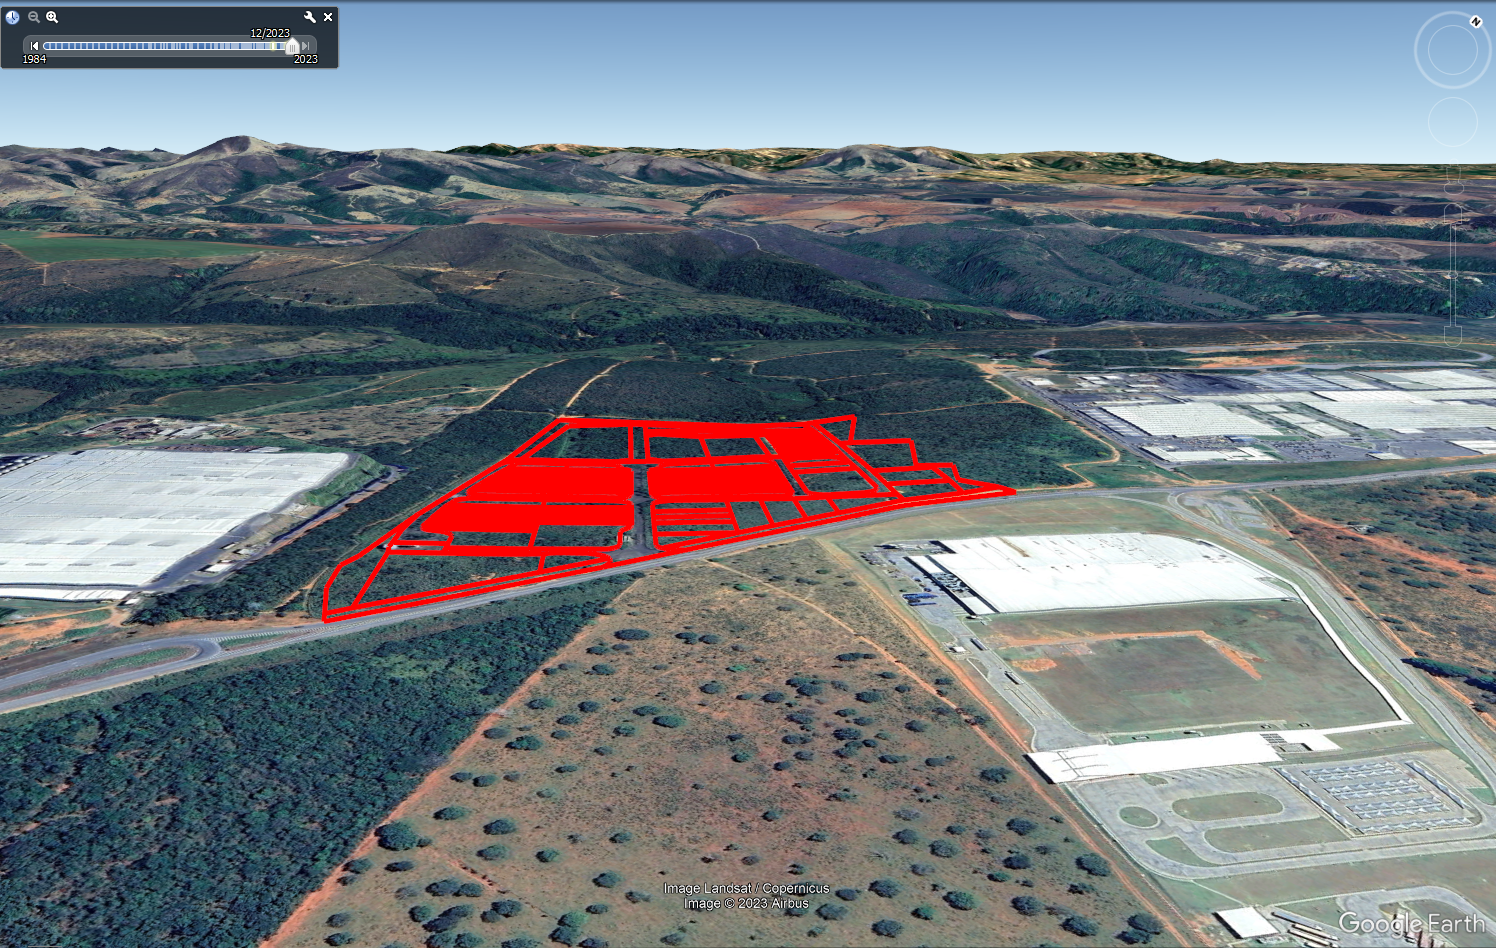 12/2023
1984
2023
N
Image Landsat / Copernicus
Image © 2023 Airbus
Google Earth